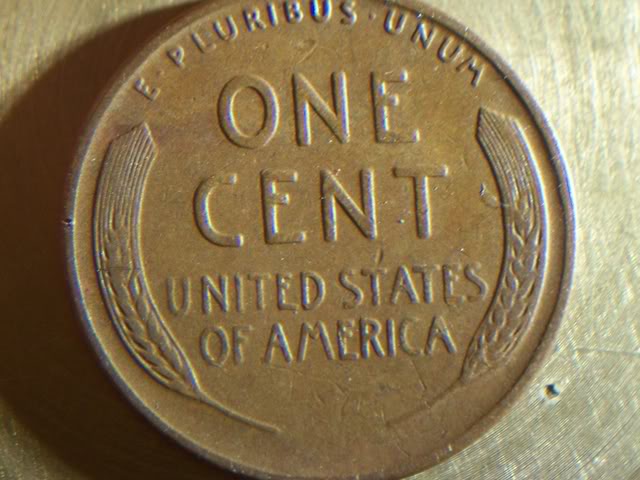 E·PLURIBUS·UNUM
ONE
CENT
UNITED STATES
OF AMERICA